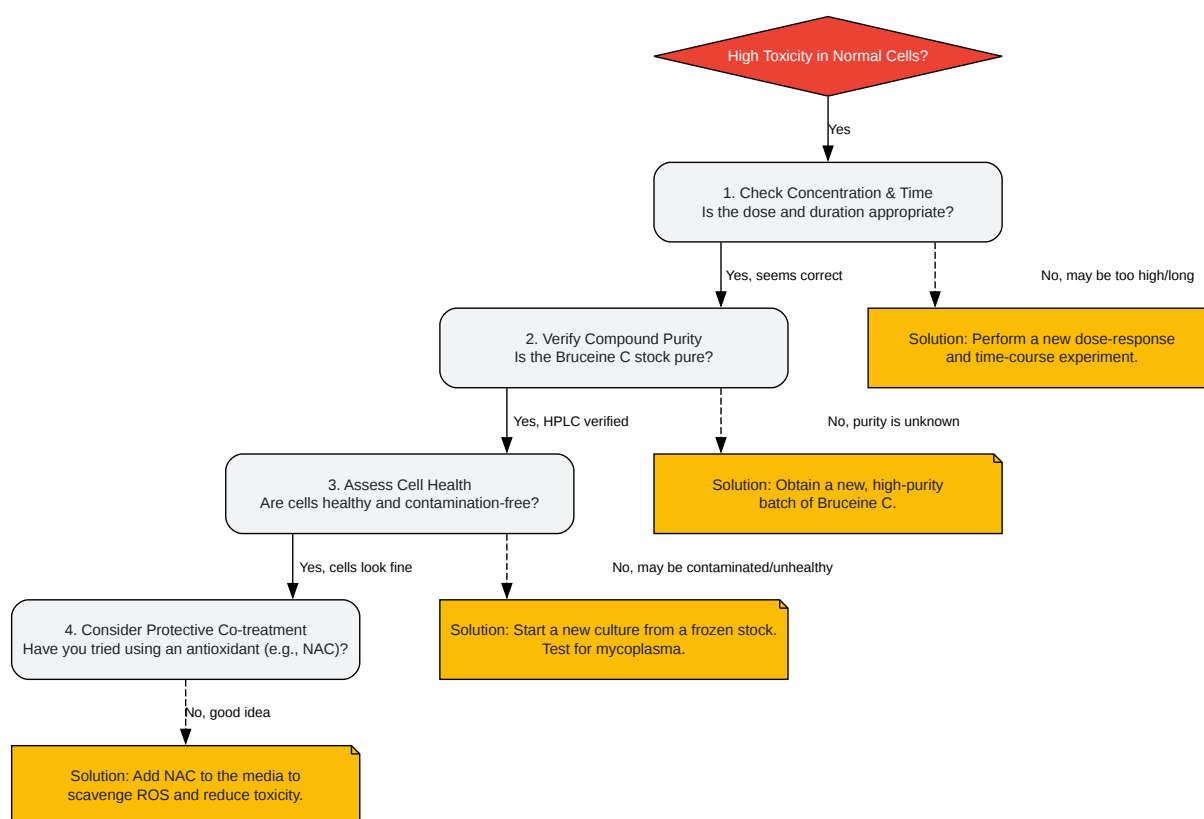 High Toxicity in Normal Cells?
Yes
1. Check Concentration & Time
Is the dose and duration appropriate?
Yes, seems correct
No, may be too high/long
2. Verify Compound Purity
Is the Bruceine C stock pure?
Solution: Perform a new dose-response
and time-course experiment.
Yes, HPLC verified
No, purity is unknown
3. Assess Cell Health
Are cells healthy and contamination-free?
Solution: Obtain a new, high-purity
batch of Bruceine C.
Yes, cells look fine
No, may be contaminated/unhealthy
4. Consider Protective Co-treatment
Have you tried using an antioxidant (e.g., NAC)?
Solution: Start a new culture from a frozen stock.
Test for mycoplasma.
No, good idea
Solution: Add NAC to the media to
scavenge ROS and reduce toxicity.